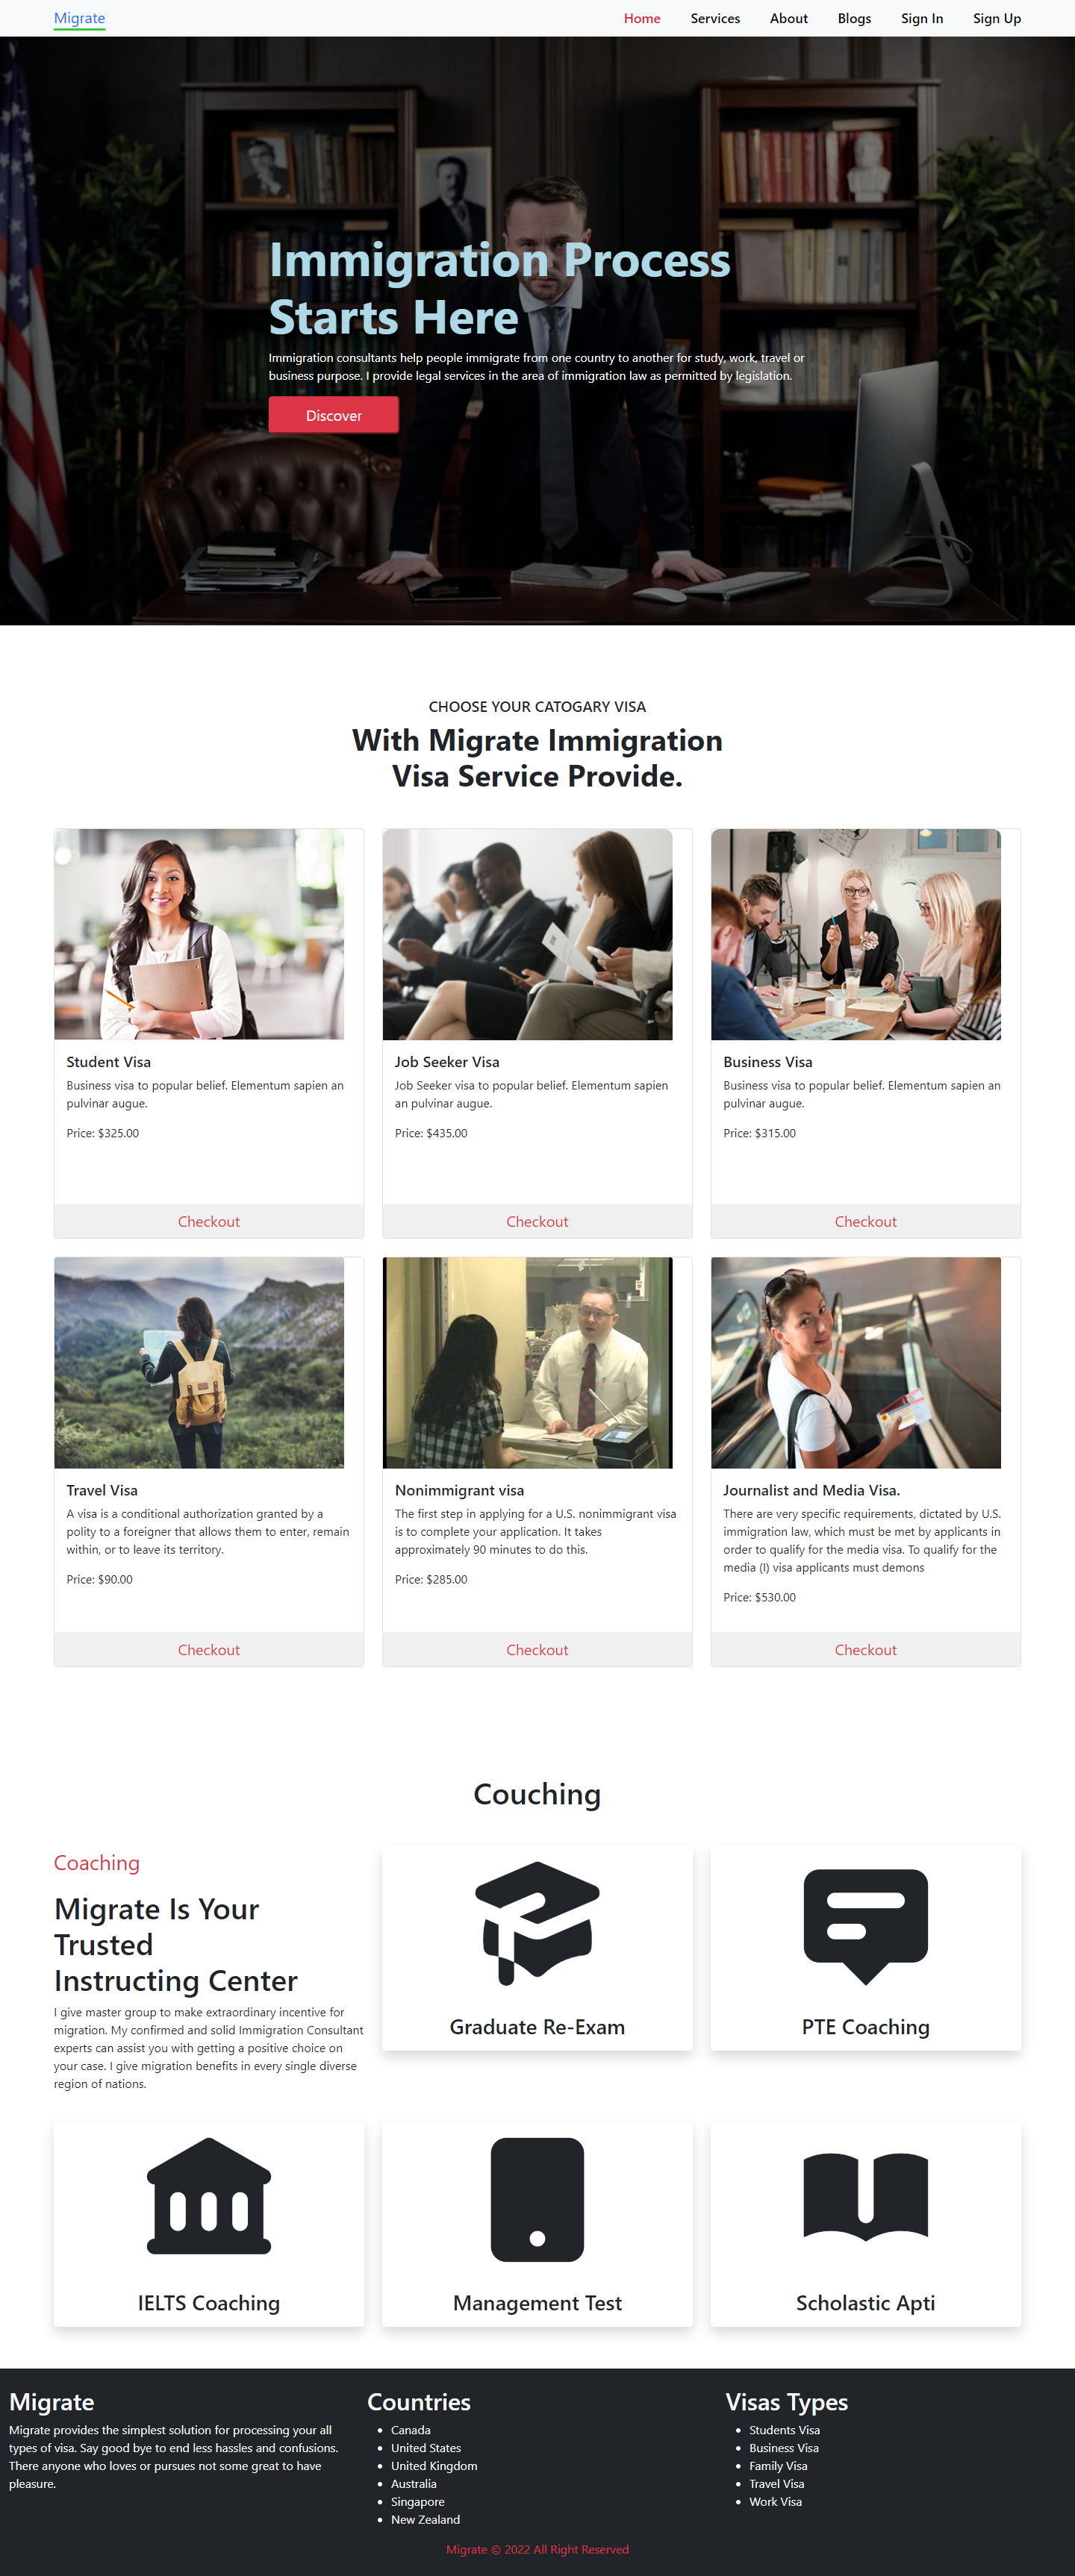 Migrate
Home Services About Blogs Sign In Sign Up
Immigration Process
Starts Here
Immigration consultants help people immigrate from one country to another for study, work, travel or
business purpose. I provide legal services in the area of immigration law as permitted by legislation.
Discover
CHOOSE YOUR CATOGARY VISA
With Migrate Immigration
Visa Service Provide.
Student Visa
Business visa to popular belief. Elementum sapien an
pulvinar augue.
Price: $325.00
Checkout
Job Seeker Visa
Job Seeker visa to popular belief. Elementum sapien
an pulvinar augue.
Price: $435.00
Checkout
Business Visa
Business visa to popular belief. Elementum sapien an
pulvinar augue.
Price: $315.00
Checkout
Travel Visa
A visa is a conditional authorization granted by a
polity to a foreigner that allows them to enter, remain
within, or to leave its territory.
Price: $90.00
Checkout
Nonimmigrant visa
The first step in applying for a U.S. nonimmigrant visa
is to complete your application. It takes
approximately 90 minutes to do this.
Price: $285.00
Checkout
Journalist and Media Visa.
There are very specific requirements, dictated by U.S.
immigration law, which must be met by applicants in
order to qualify for the media visa. To qualify for the
media (I) visa applicants must demons
Price: $530.00
Checkout
Couching
Coaching
Migrate Is Your
Trusted
Instructing Center
I give master group to make extraordinary incentive for
migration. My confirmed and solid Immigration Consultant
experts can assist you with getting a positive choice on
your case. I give migration benefits in every single diverse
region of nations.
Graduate Re-Exam
PTE Coaching
IELTS Coaching
Management Test
Scholastic Apti
Migrate
Migrate provides the simplest solution for processing your all
types of visa. Say good bye to end less hassles and confusions.
There anyone who loves or pursues not some great to have
pleasure.
Countries
Canada
United States
United Kingdom
Australia
Singapore
New Zealand
Visas Types
Students Visa
Business Visa
Family Visa
Travel Visa
Work Visa
Migrate © 2022 All Right Reserved